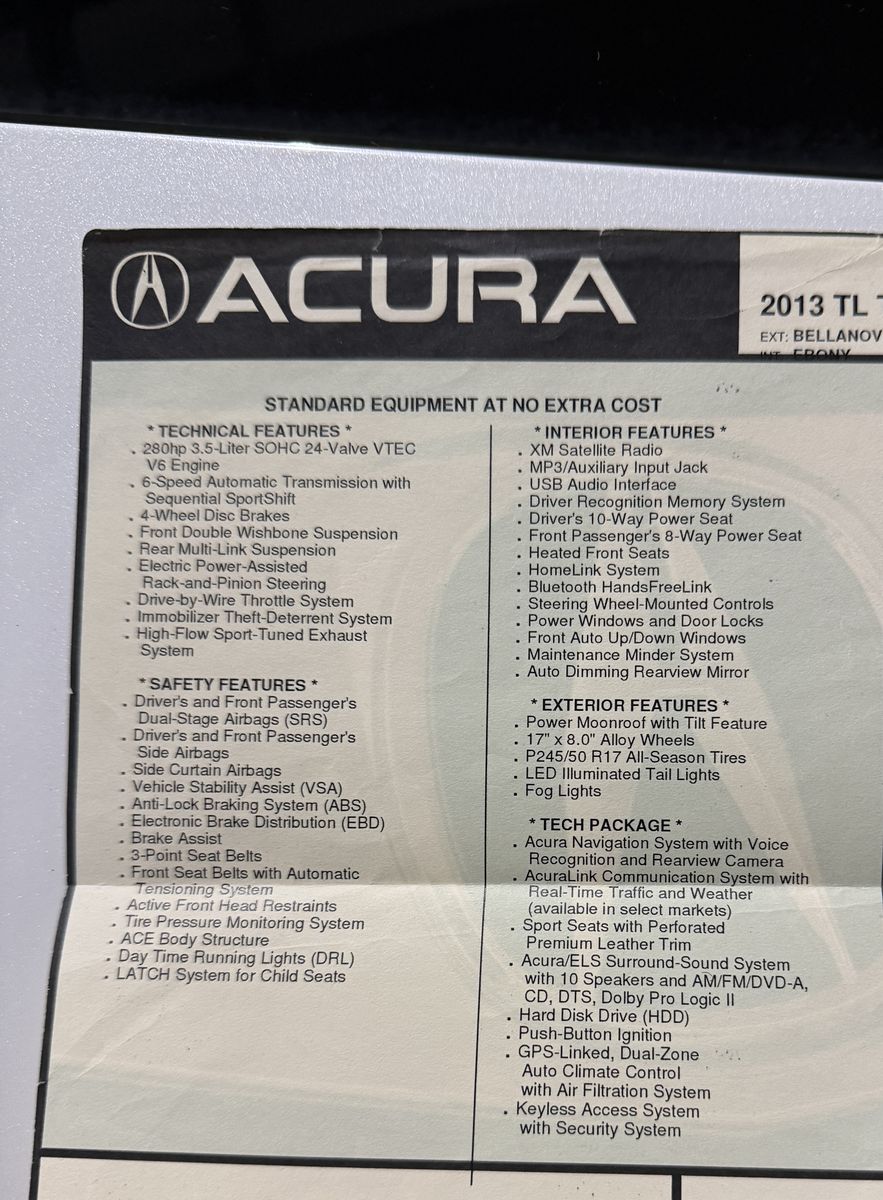 ACURA
2013 TL
EXT: BELLANOV
INT: EBONY
STANDARD EQUIPMENT AT NO EXTRA COST
* TECHNICAL FEATURES *
. 280hp 3.5-Liter SOHC 24-Valve VTEC
V6 Engine
. 6-Speed Automatic Transmission with
Sequential SportShift
. 4-Wheel Disc Brakes
. Front Double Wishbone Suspension
. Rear Multi-Link Suspension
. Electric Power-Assisted
Rack-and-Pinion Steering
. Drive-by-Wire Throttle System
. Immobilizer Theft-Deterrent System
. High-Flow Sport-Tuned Exhaust
System
* SAFETY FEATURES *
. Driver's and Front Passenger's
Dual-Stage Airbags (SRS)
. Driver's and Front Passenger's
Side Airbags
. Side Curtain Airbags
. Vehicle Stability Assist (VSA)
. Anti-Lock Braking System (ABS)
. Electronic Brake Distribution (EBD)
. Brake Assist
. 3-Point Seat Belts
. Front Seat Belts with Automatic
Tensioning System
. Active Front Head Restraints
. Tire Pressure Monitoring System
. ACE Body Structure
. Day Time Running Lights (DRL)
. LATCH System for Child Seats
* INTERIOR FEATURES *
. XM Satellite Radio
. MP3/Auxiliary Input Jack
. USB Audio Interface
. Driver Recognition Memory System
. Driver's 10-Way Power Seat
. Front Passenger's 8-Way Power Seat
. Heated Front Seats
. HomeLink System
. Bluetooth HandsFreeLink
. Steering Wheel-Mounted Controls
. Power Windows and Door Locks
. Front Auto Up/Down Windows
. Maintenance Minder System
. Auto Dimming Rearview Mirror
* EXTERIOR FEATURES *
. Power Moonroof with Tilt Feature
. 17" x 8.0" Alloy Wheels
. P245/50 R17 All-Season Tires
. LED Illuminated Tail Lights
. Fog Lights
* TECH PACKAGE *
. Acura Navigation System with Voice
Recognition and Rearview Camera
. AcuraLink Communication System with
Real-Time Traffic and Weather
(available in select markets)
. Sport Seats with Perforated
Premium Leather Trim
. Acura/ELS Surround-Sound System
with 10 Speakers and AM/FM/DVD-A,
CD, DTS, Dolby Pro Logic II
. Hard Disk Drive (HDD)
. Push-Button Ignition
. GPS-Linked, Dual-Zone
Auto Climate Control
with Air Filtration System
. Keyless Access System
with Security System